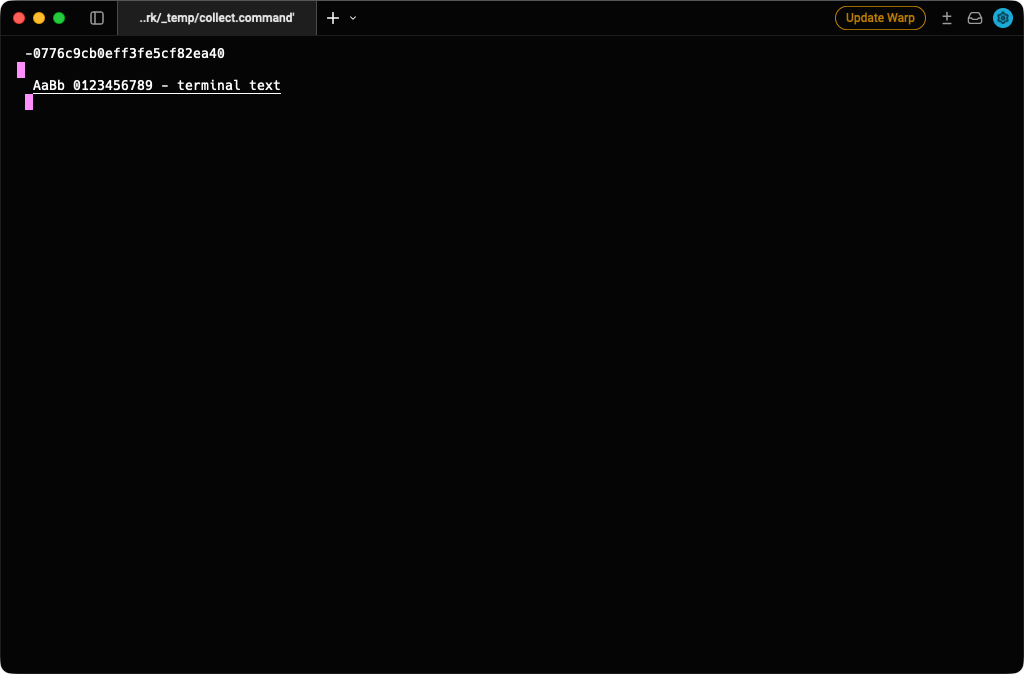 ..rk/_temp/collect.command'
Update Warp
-0776c9cb0eff3fe5cf82ea40
AaBb 0123456789 - terminal text